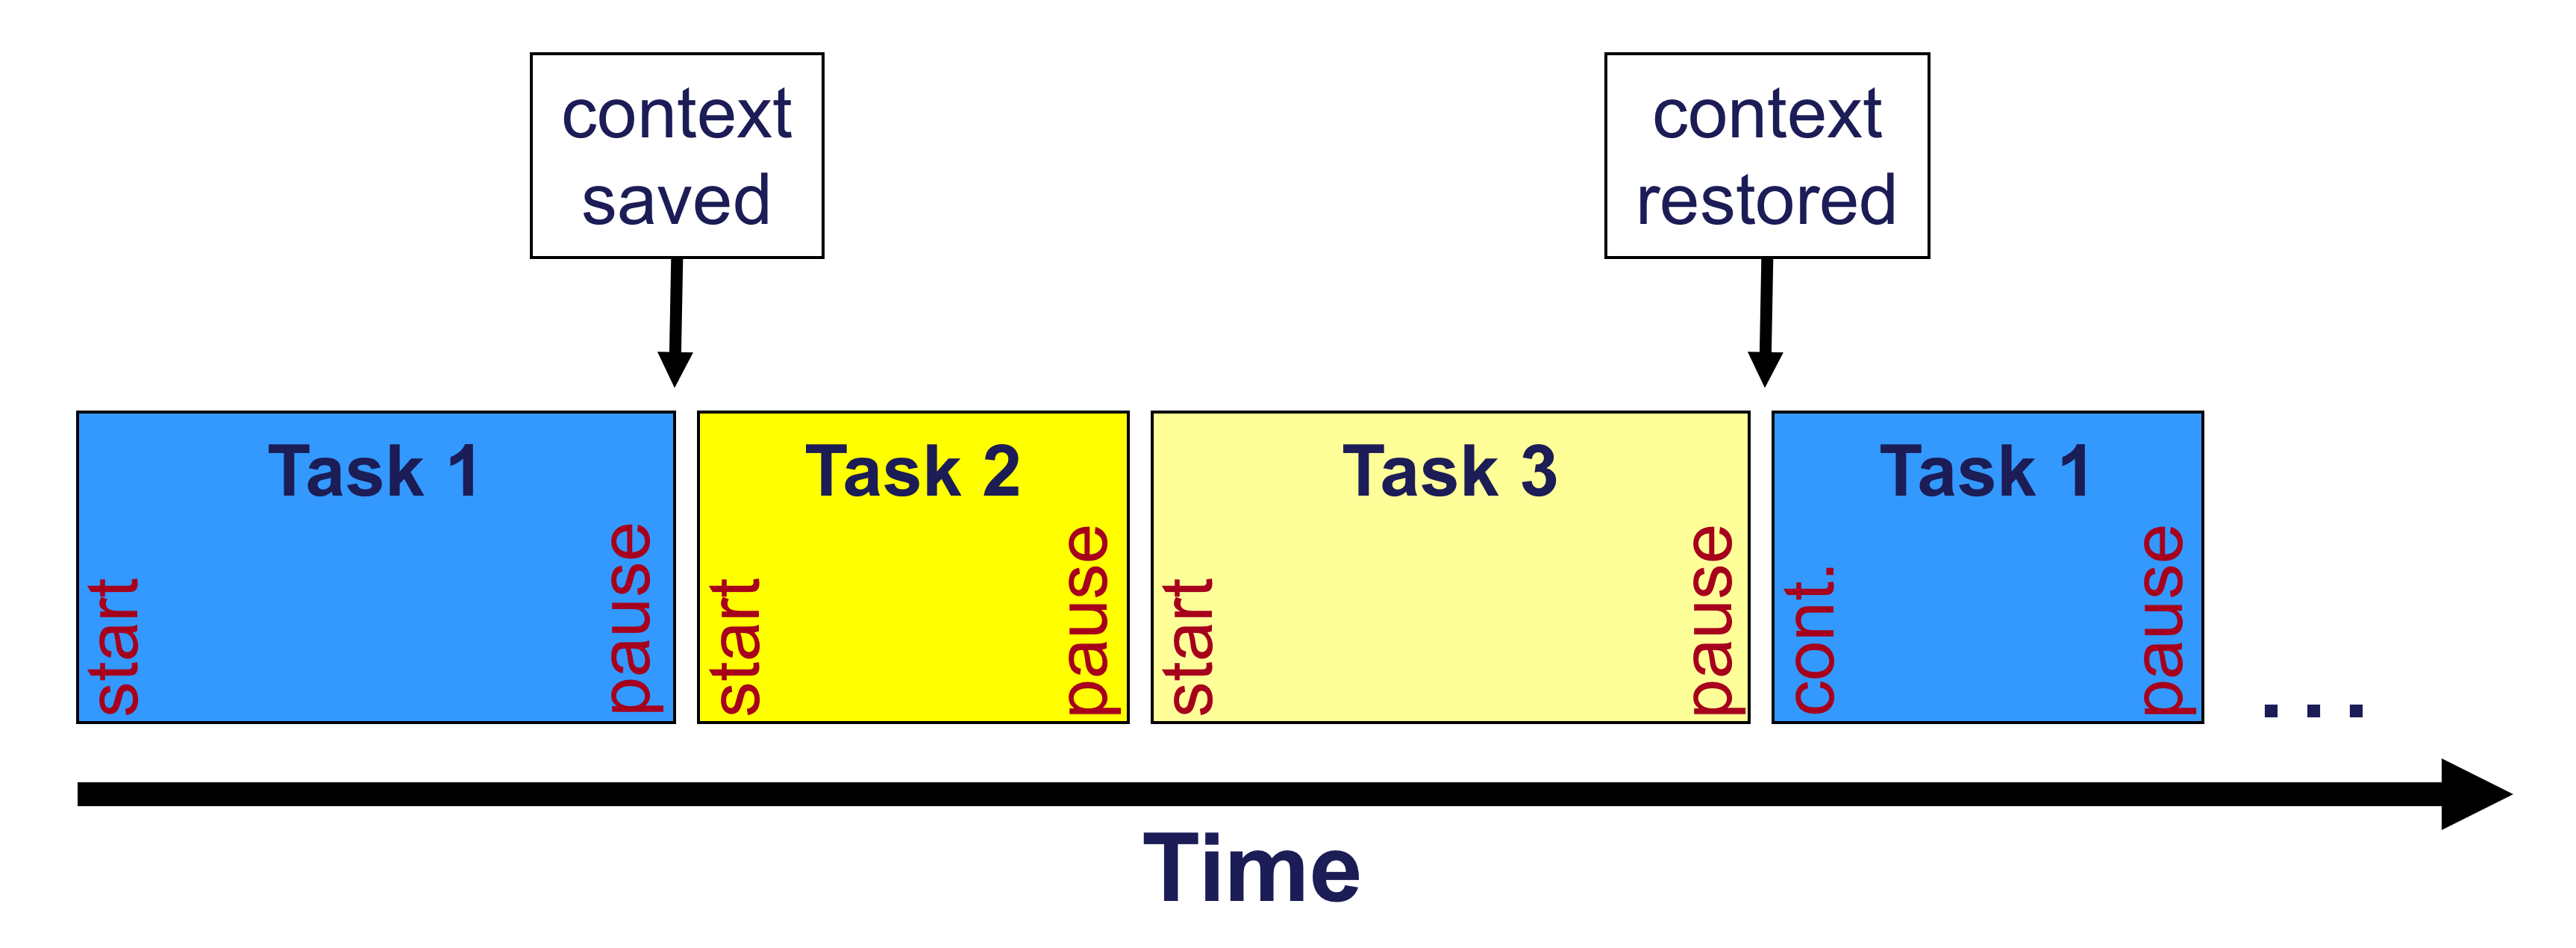 context
saved
context
restored
Task 1
start
pause
Task 2
start
pause
Task 3
start
pause
Task 1
cont.
pause
. . .
Time